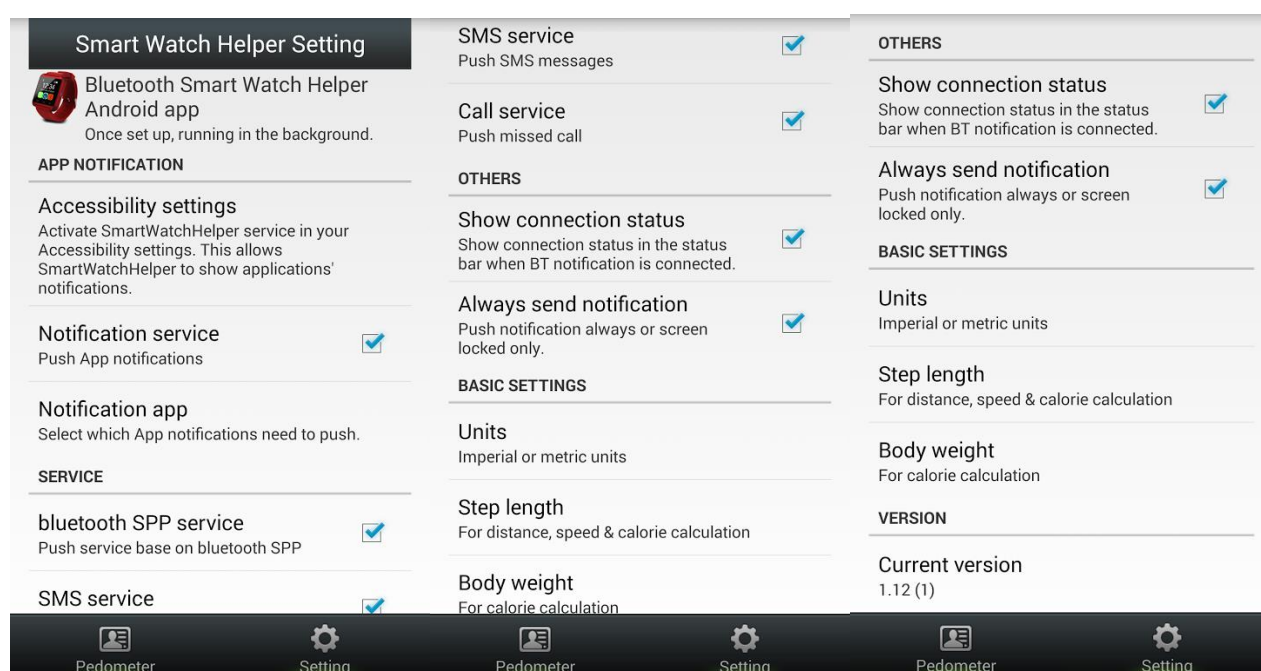 Smart Watch Helper Setting
Bluetooth Smart Watch Helper
Android app
Once set up, running in the background.
APP NOTIFICATION
Accessibility settings
Activate SmartWatchHelper service in your
Accessibility settings. This allows
SmartWatchHelper to show applications'
notifications.
Notification service
Push App notifications
Notification app
Select which App notifications need to push.
SERVICE
bluetooth SPP service
Push service base on bluetooth SPP
SMS service
Pedometer
Setting
SMS service
Push SMS messages
Call service
Push missed call
OTHERS
Show connection status
Show connection status in the status
bar when BT notification is connected.
Always send notification
Push notification always or screen
locked only.
BASIC SETTINGS
Units
Imperial or metric units
Step length
For distance, speed & calorie calculation
Body weight
For calorie calculation
Pedometer
Setting
OTHERS
Show connection status
Show connection status in the status
bar when BT notification is connected.
Always send notification
Push notification always or screen
locked only.
BASIC SETTINGS
Units
Imperial or metric units
Step length
For distance, speed & calorie calculation
Body weight
For calorie calculation
VERSION
Current version
1.12 (1)
Pedometer
Setting